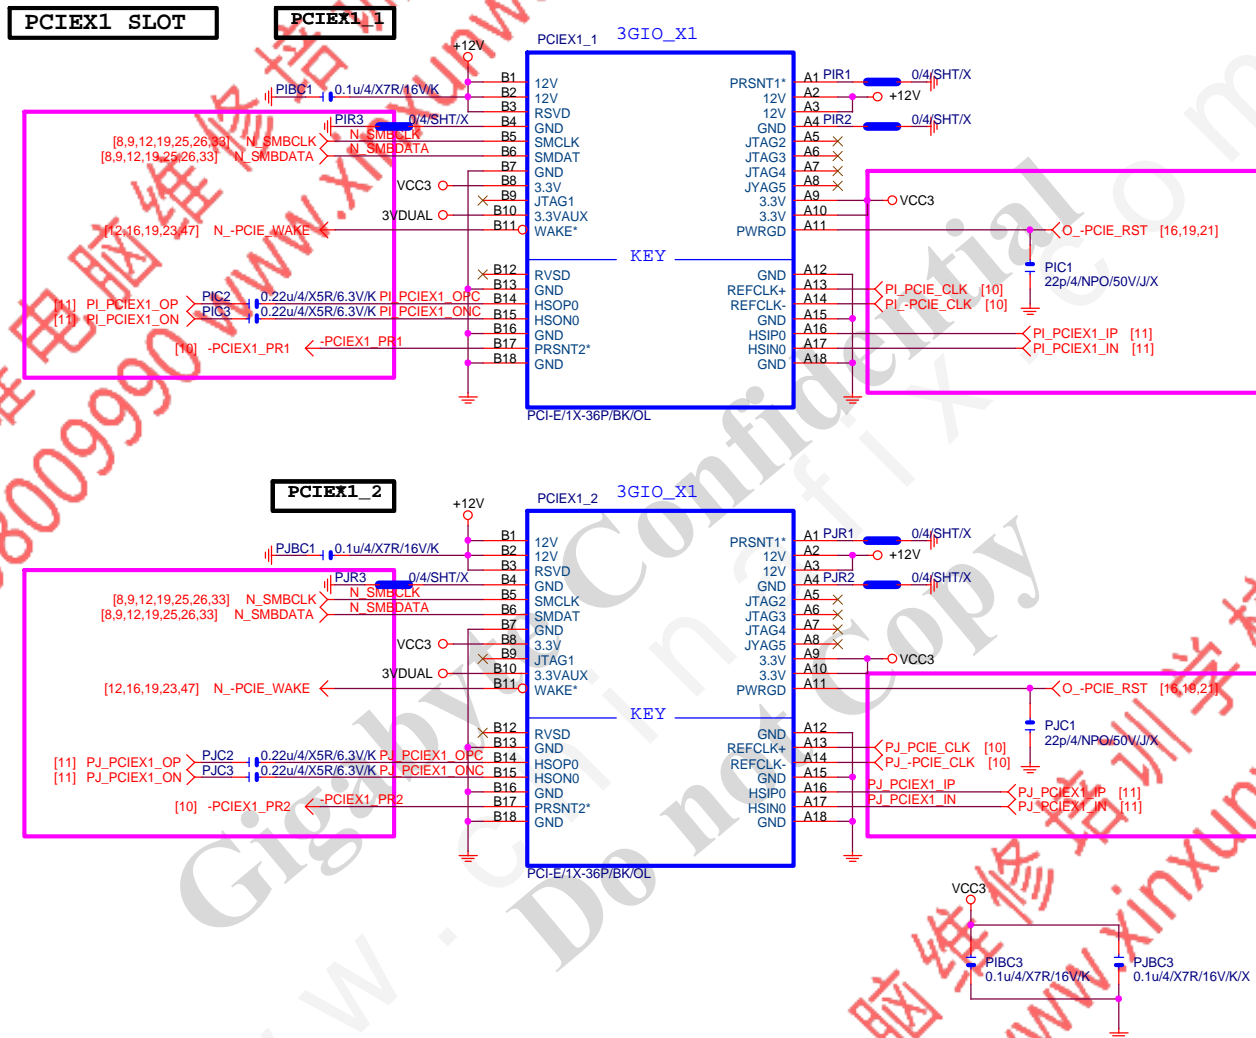 PCIEX1 SLOT
PCIEX1_1
PCIEX1_1 3GIO_X1
+12V
PIBC1 0.1u/4/X7R/16V/K
PIR3 0/4/SHT/X
[8,9,12,19,25,26,33] N_SMBCLK N_SMBCLK
[8,9,12,19,25,26,33] N_SMBDATA N_SMBDATA
VCC3
3VDUAL
[12,16,19,23,47] N_-PCIE_WAKE
[11] PI_PCIEX1_OP PIC2 0.22u/4/X5R/6.3V/K PI_PCIEX1_OPC
[11] PI_PCIEX1_ON PIC3 0.22u/4/X5R/6.3V/K PI_PCIEX1_ONC
[10] -PCIEX1_PR1 -PCIEX1_PR1
B1 12V PRSNT1* A1 PIR1 0/4/SHT/X
B2 12V 12V A2 +12V
B3 RSVD 12V A3
B4 GND GND A4 PIR2 0/4/SHT/X
B5 SMCLK JTAG2 A5
B6 SMDAT JTAG3 A6
B7 GND JTAG4 A7
B8 3.3V JYAG5 A8
B9 JTAG1 3.3V A9 VCC3
B10 3.3VAUX 3.3V A10
B11 WAKE* PWRGD A11 O_-PCIE_RST [16,19,21]
KEY
PIC1
22p/4/NPO/50V/J/X
B12 RVSD GND A12
B13 GND REFCLK+ A13 PI_PCIE_CLK [10]
B14 HSOP0 REFCLK- A14 PI_-PCIE_CLK [10]
B15 HSON0 GND A15
B16 GND HSIP0 A16 PI_PCIEX1_IP [11]
B17 PRSNT2* HSIN0 A17 PI_PCIEX1_IN [11]
B18 GND GND A18
PCI-E/1X-36P/BK/OL
PCIEX1_2
PCIEX1_2 3GIO_X1
+12V
PJBC1 0.1u/4/X7R/16V/K
PJR3 0/4/SHT/X
[8,9,12,19,25,26,33] N_SMBCLK N_SMBCLK
[8,9,12,19,25,26,33] N_SMBDATA N_SMBDATA
VCC3
3VDUAL
[12,16,19,23,47] N_-PCIE_WAKE
[11] PJ_PCIEX1_OP PJC2 0.22u/4/X5R/6.3V/K PJ_PCIEX1_OPC
[11] PJ_PCIEX1_ON PJC3 0.22u/4/X5R/6.3V/K PJ_PCIEX1_ONC
[10] -PCIEX1_PR2 -PCIEX1_PR2
B1 12V PRSNT1* A1 PJR1 0/4/SHT/X
B2 12V 12V A2 +12V
B3 RSVD 12V A3
B4 GND GND A4 PJR2 0/4/SHT/X
B5 SMCLK JTAG2 A5
B6 SMDAT JTAG3 A6
B7 GND JTAG4 A7
B8 3.3V JYAG5 A8
B9 JTAG1 3.3V A9 VCC3
B10 3.3VAUX 3.3V A10
B11 WAKE* PWRGD A11 O_-PCIE_RST [16,19,21]
KEY
PJC1
22p/4/NPO/50V/J/X
B12 RVSD GND A12
B13 GND REFCLK+ A13 PJ_PCIE_CLK [10]
B14 HSOP0 REFCLK- A14 PJ_-PCIE_CLK [10]
B15 HSON0 GND A15
B16 GND HSIP0 A16 PJ_PCIEX1_IP PJ_PCIEX1_IP [11]
B17 PRSNT2* HSIN0 A17 PJ_PCIEX1_IN PJ_PCIEX1_IN [11]
B18 GND GND A18
PCI-E/1X-36P/BK/OL
VCC3
PIBC3
0.1u/4/X7R/16V/K
PJBC3
0.1u/4/X7R/16V/K/X
Gigabyte Confidential
Do not Copy